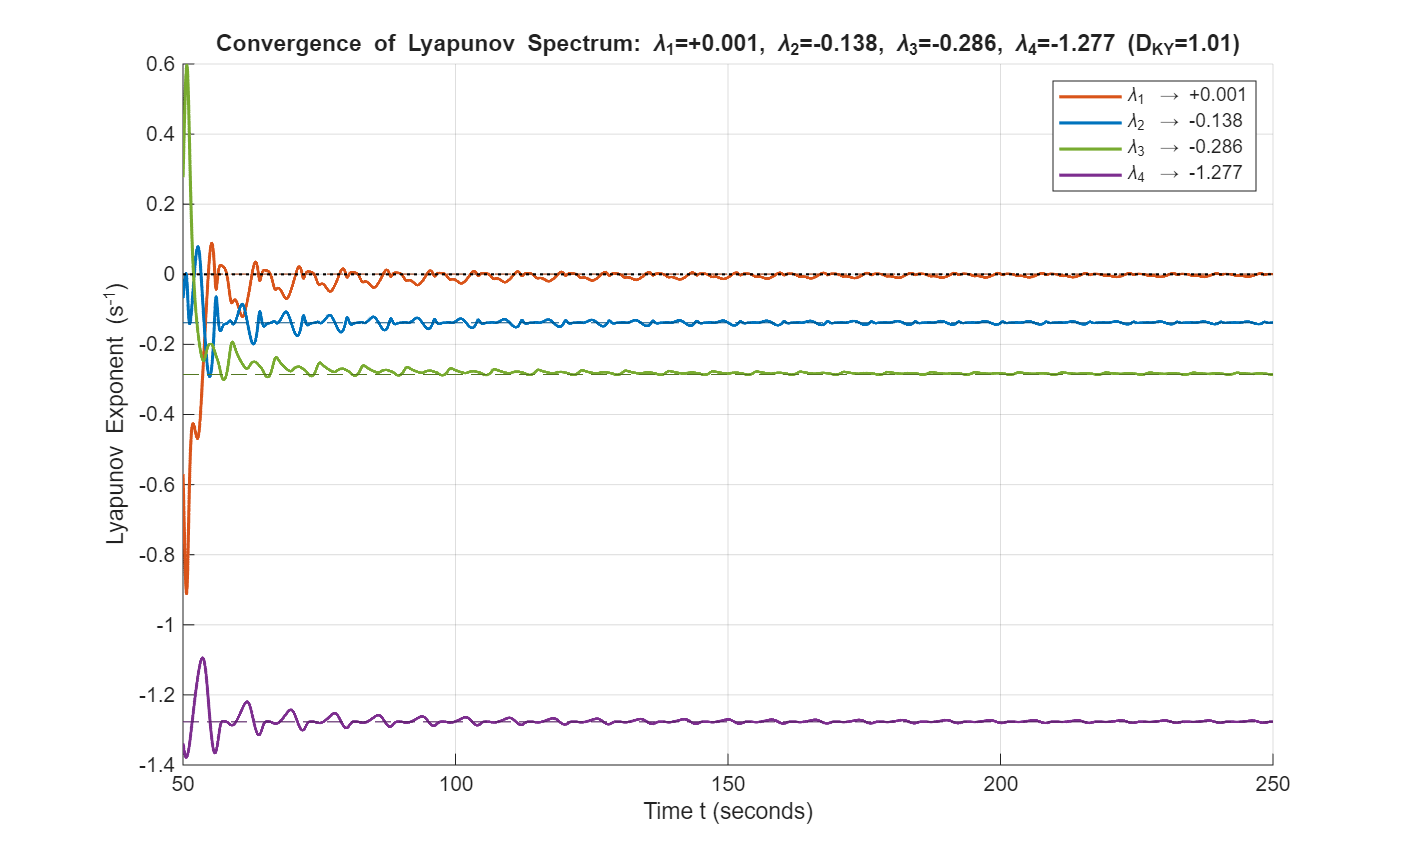 Convergence of Lyapunov Spectrum: λ₁=+0.001, λ₂=-0.138, λ₃=-0.286, λ₄=-1.277 (D_KY=1.01)
λ₁ → +0.001
λ₂ → -0.138
λ₃ → -0.286
λ₄ → -1.277
Lyapunov Exponent (s⁻¹)
0.6
0.4
0.2
0
-0.2
-0.4
-0.6
-0.8
-1
-1.2
-1.4
50
100
150
200
250
Time t (seconds)